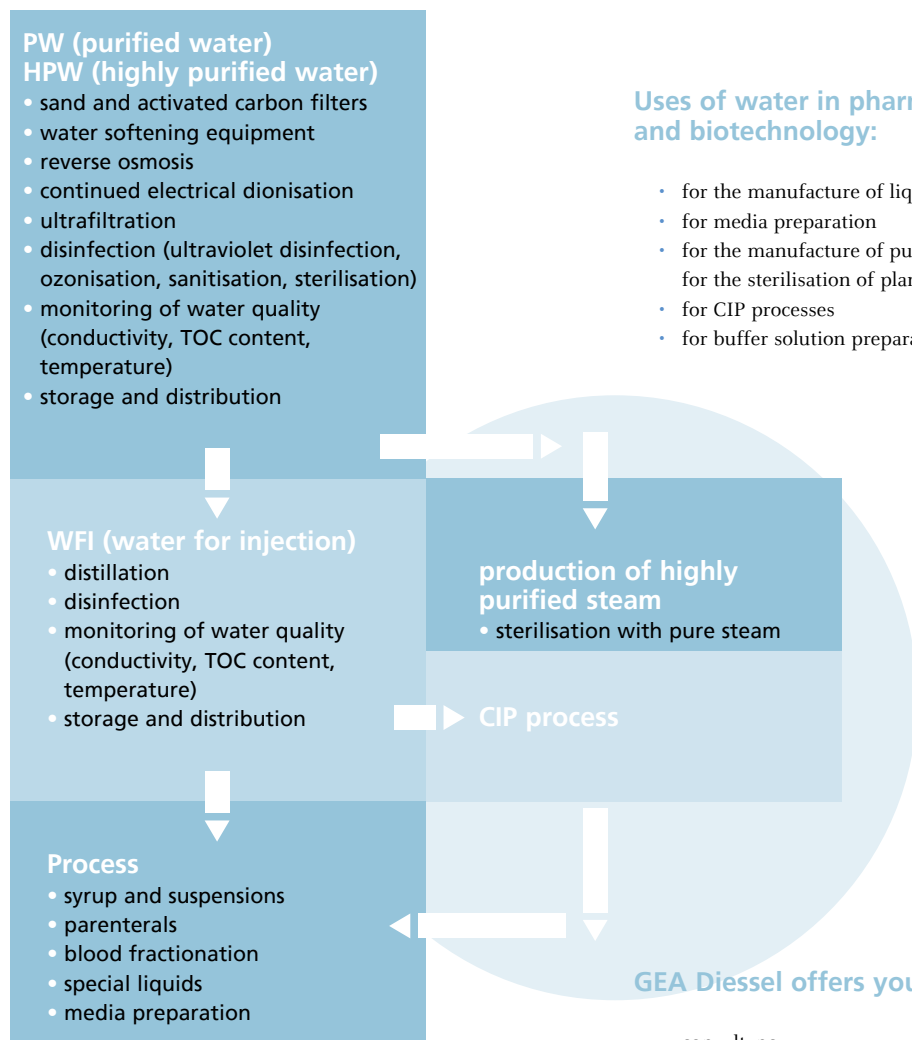 PW (purified water)
HPW (highly purified water)
• sand and activated carbon filters
• water softening equipment
• reverse osmosis
• continued electrical dionisation
• ultrafiltration
• disinfection (ultraviolet disinfection,
ozonisation, sanitisation, sterilisation)
• monitoring of water quality
(conductivity, TOC content,
temperature)
• storage and distribution
Uses of water in pharm
and biotechnology:
• for the manufacture of liq
• for media preparation
• for the manufacture of pu
for the sterilisation of plan
• for CIP processes
• for buffer solution prepara
WFI (water for injection)
• distillation
• disinfection
• monitoring of water quality
(conductivity, TOC content,
temperature)
• storage and distribution
production of highly
purified steam
• sterilisation with pure steam
CIP process
Process
• syrup and suspensions
• parenterals
• blood fractionation
• special liquids
• media preparation
GEA Diessel offers you